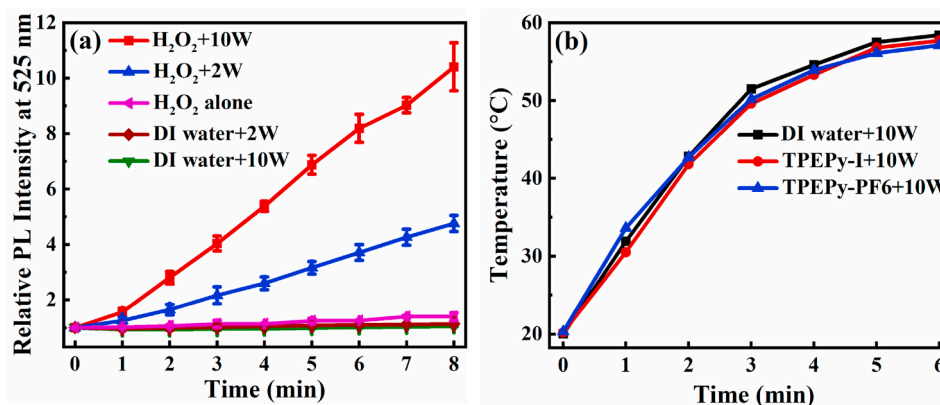 (a)
H₂O₂+10W
H₂O₂+2W
H₂O₂ alone
DI water+2W
DI water+10W
Relative PL Intensity at 525 nm
12
10
8
6
4
2
0 1 2 3 4 5 6 7 8
Time (min)
(b)
DI water+10W
TPEPy-I+10W
TPEPy-PF6+10W
Temperature (°C)
60
50
40
30
20
0 1 2 3 4 5 6
Time (min)